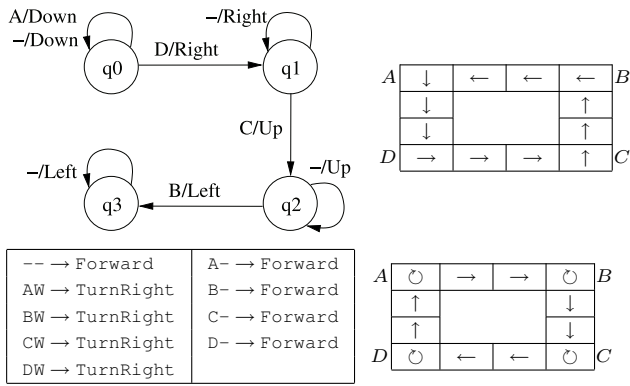 A/Down
–/Down
q0
D/Right
–/Right
q1
C/Up
–/Left
q3
B/Left
–/Up
q2
A ↓ ← ← ← B
↓ ↑
↓ ↑
D → → → ↑ C
-- → Forward A- → Forward
AW → TurnRight B- → Forward
BW → TurnRight C- → Forward
CW → TurnRight D- → Forward
DW → TurnRight
A ↻ → → ↻ B
↑ ↓
↑ ↓
D ↻ ← ← ↻ C